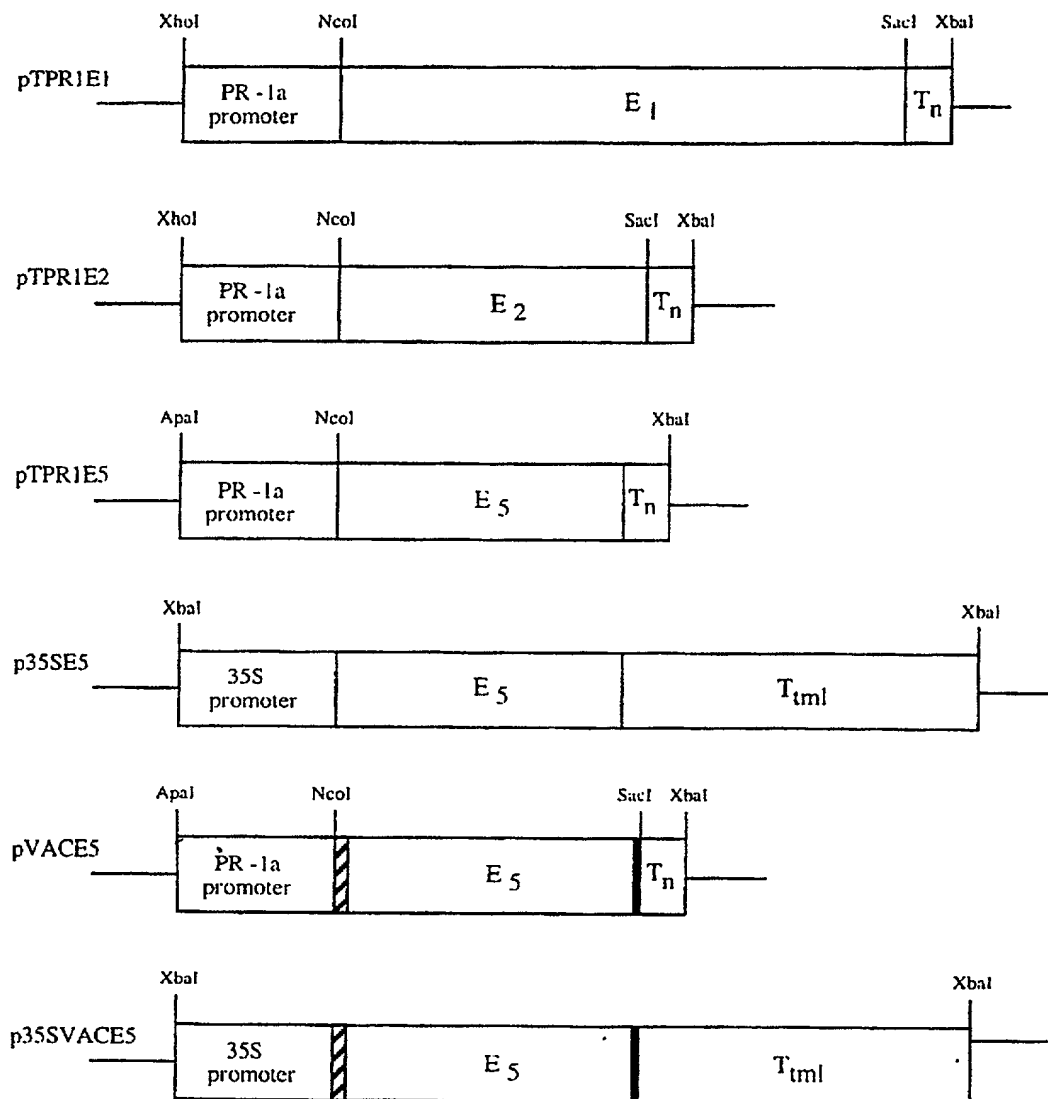 XhoI NcoI SacI XbaI
pTPR1E1
PR-1a promoter E1 Tn
XhoI NcoI SacI XbaI
pTPR1E2
PR-1a promoter E2 Tn
ApaI NcoI XbaI
pTPR1E5
PR-1a promoter E5 Tn
XbaI XbaI
p35SE5
35S promoter E5 Ttml
ApaI NcoI SacI XbaI
pVACE5
PR-1a promoter E5 Tn
XbaI XbaI
p35SVACE5
35S promoter E5 Ttml